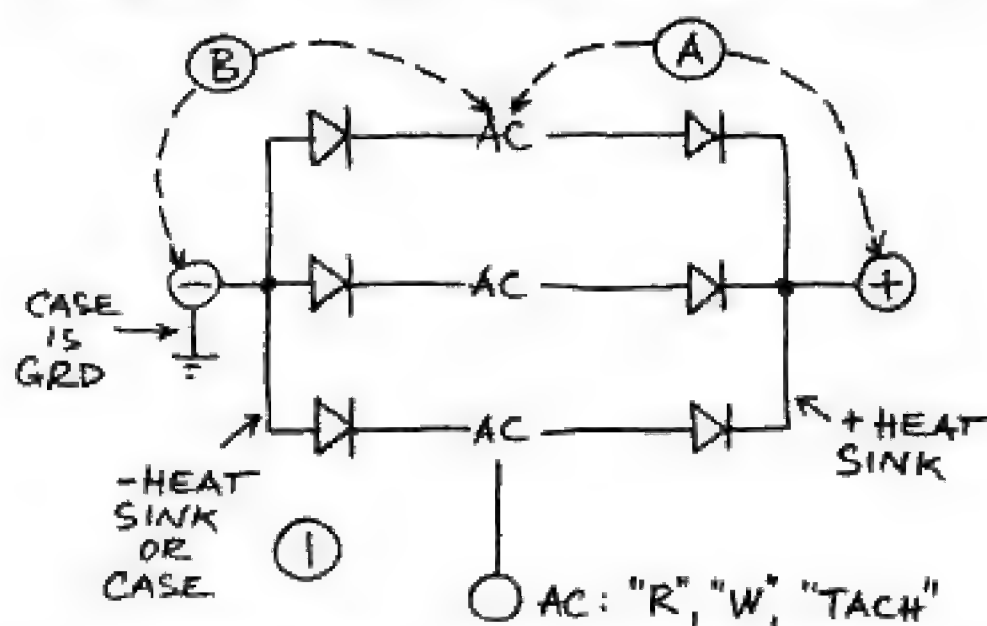 B
A
AC
−
CASE
IS
GRD
AC
+
AC
-HEAT
SINK
OR
CASE
1
+HEAT
SINK
AC: "R", "W", "TACH"